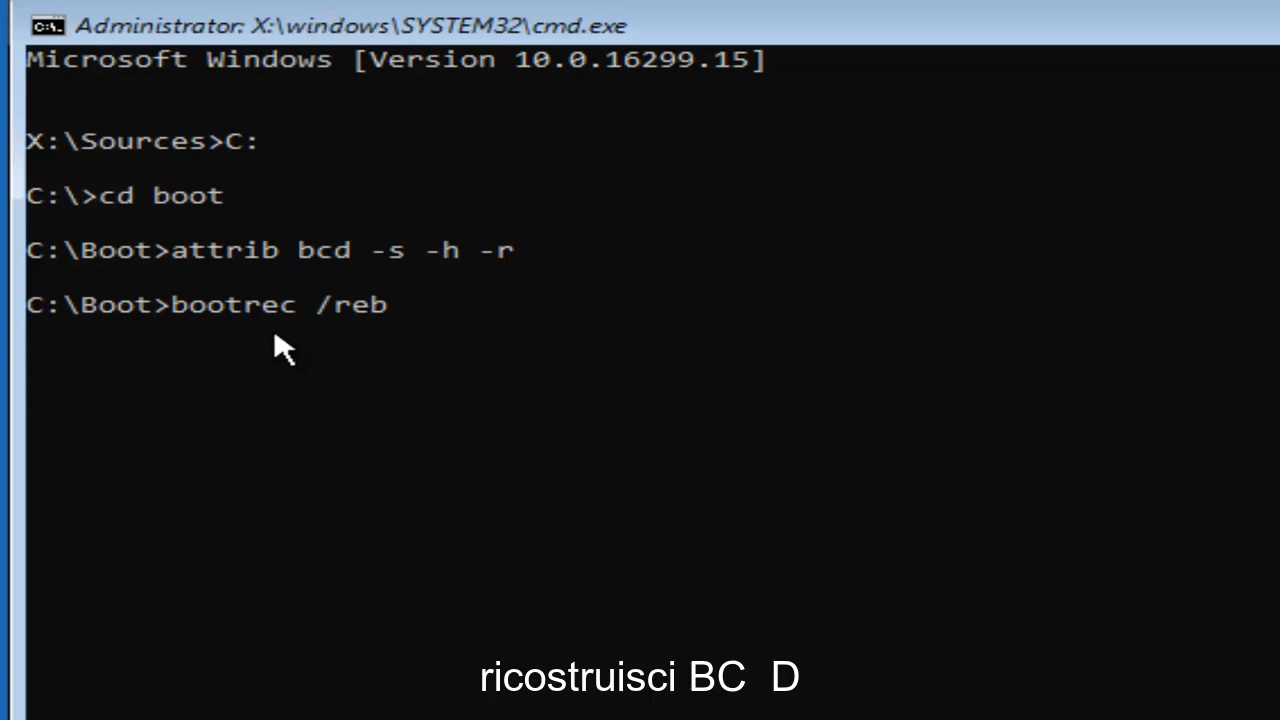 Administrator: X:\windows\SYSTEM32\cmd.exe
Microsoft Windows [Version 10.0.16299.15]
X:\Sources>C:
C:\>cd boot
C:\Boot>attrib bcd -s -h -r
C:\Boot>bootrec /reb
ricostruisci BC  D